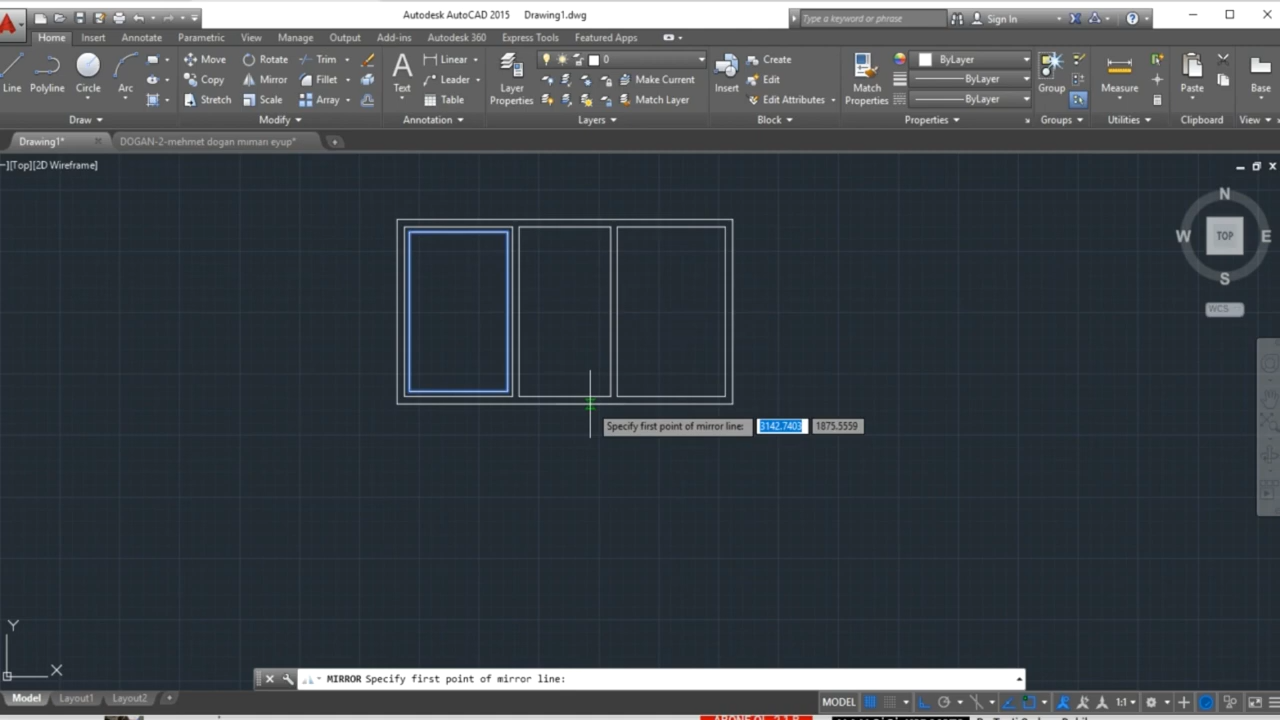 Autodesk AutoCAD 2015 Drawing1.dwg
Type a keyword or phrase
Sign In
Home Insert Annotate Parametric View Manage Output Add-ins Autodesk 360 Express Tools Featured Apps
Line Polyline Circle Arc
Move Rotate Trim
Copy Mirror Fillet
Stretch Scale Array
Text Linear
Leader
Table
Layer Properties
0
Make Current
Match Layer
Insert
Create
Edit
Edit Attributes
Match Properties
ByLayer
ByLayer
ByLayer
Group
Measure
Paste
Base
Draw Modify Annotation Layers Block Properties Groups Utilities Clipboard View
Drawing1* DOGAN-2-mehmet dogan mıman eyup*
][Top][2D Wireframe]
N
W TOP E
S
WCS
Specify first point of mirror line: 3142.7403 1875.5559
Y
X
MIRROR Specify first point of mirror line:
Model Layout1 Layout2 +
MODEL 1:1